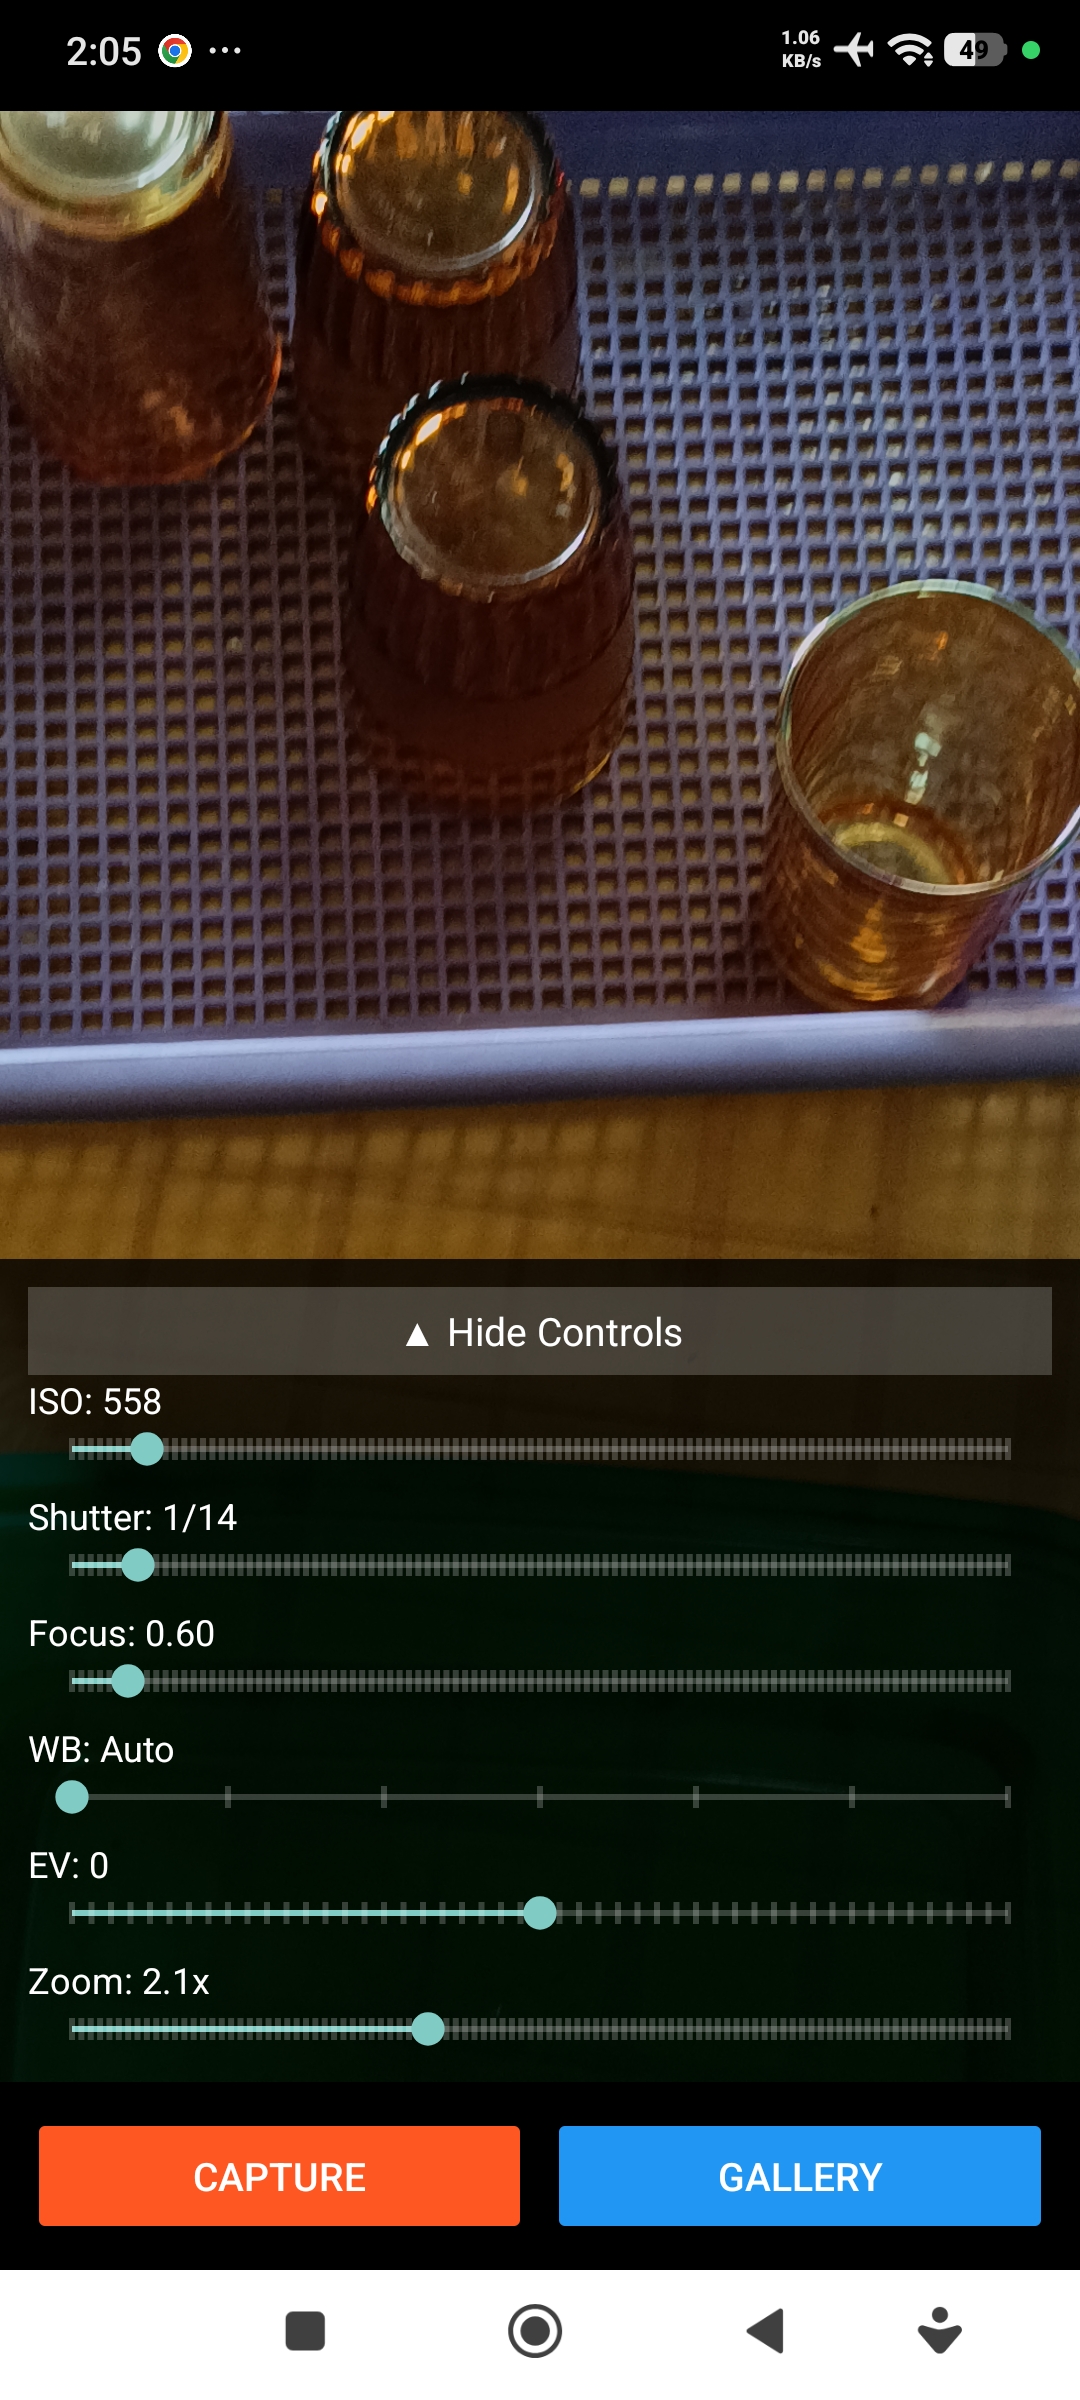 2:05
1.06
KB/s
49
▲ Hide Controls
ISO: 558
Shutter: 1/14
Focus: 0.60
WB: Auto
EV: 0
Zoom: 2.1x
CAPTURE
GALLERY